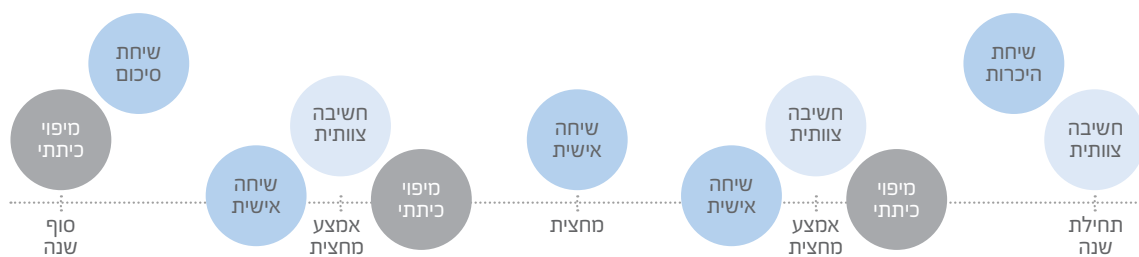 שיחת
היכרות
חשיבה
צוותית
תחילת
שנה
מיפוי
כיתתי
חשיבה
צוותית
שיחה
אישית
אמצע
מחצית
שיחה
אישית
מחצית
מיפוי
כיתתי
חשיבה
צוותית
שיחה
אישית
אמצע
מחצית
שיחת
סיכום
מיפוי
כיתתי
סוף
שנה